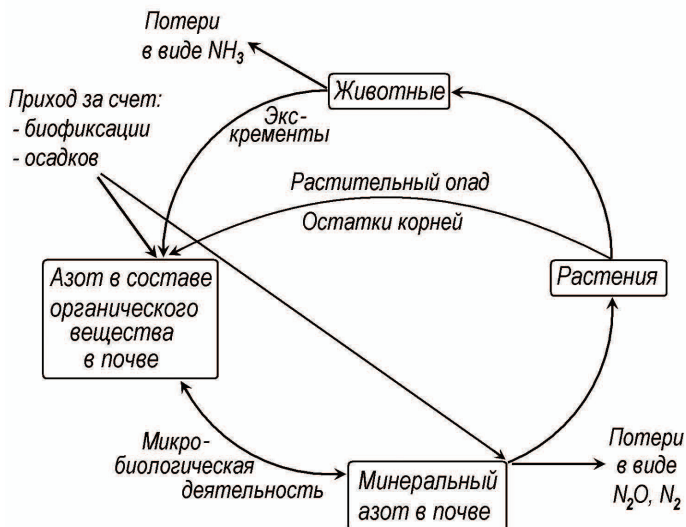 Потери
в виде NH₃
Животные
Приход за счет:
- биофиксации
- осадков
Экс-
кременты
Растительный опад
Остатки корней
Азот в составе
органического
вещества
в почве
Растения
Микро-
биологическая
деятельность
Минеральный
азот в почве
Потери
в виде
N₂O, N₂